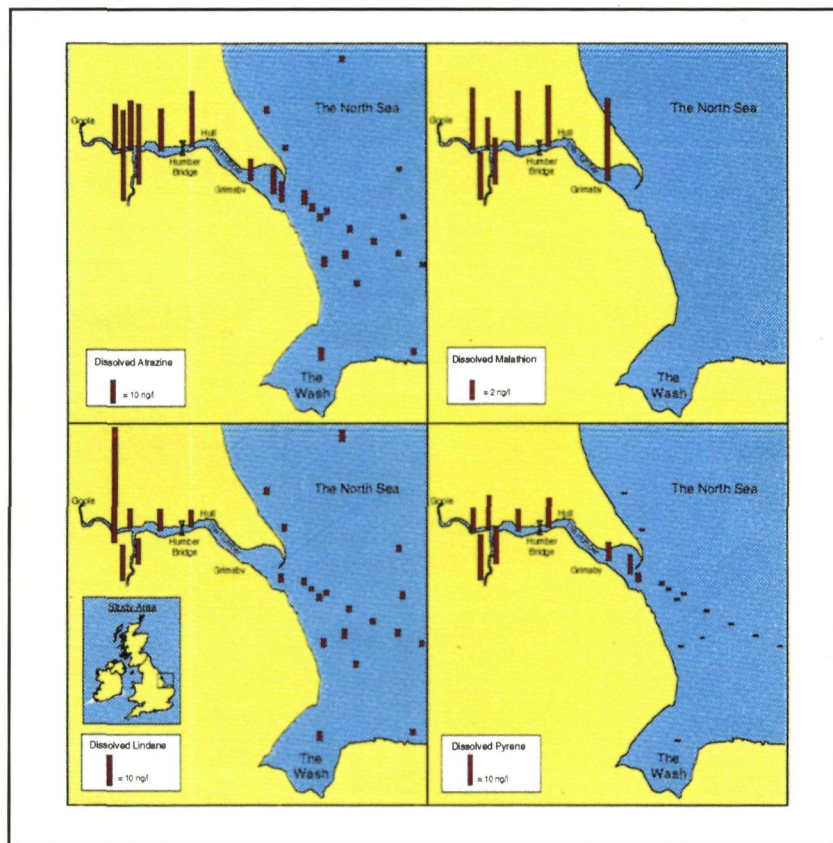 The North Sea
Goole
Hull
Humber
Bridge
Grimsby
Dissolved Atrazine
= 10 ng/l
The
Wash
The North Sea
Goole
Hull
Humber
Bridge
Grimsby
Dissolved Malathion
= 2 ng/l
The
Wash
The North Sea
Goole
Hull
Humber
Bridge
Grimsby
Study Area
Dissolved Lindane
= 10 ng/l
The
Wash
The North Sea
Goole
Hull
Humber
Bridge
Grimsby
Dissolved Pyrene
= 10 ng/l
The
Wash